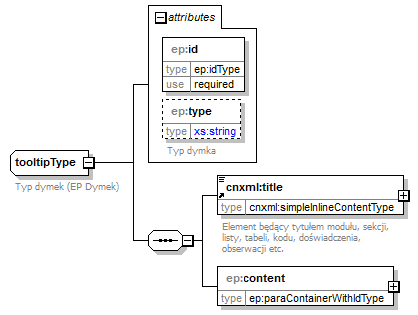 attributes
ep:id
type ep:idType
use required
ep:type
type xs:string
Typ dymka
tooltipType
Typ dymek (EP Dymek)
cnxml:title
type cnxml:simpleInlineContentType
Element będący tytułem modułu, sekcji,
listy, tabeli, kodu, doświadczenia,
obserwacji etc.
ep:content
type ep:paraContainerWithIdType